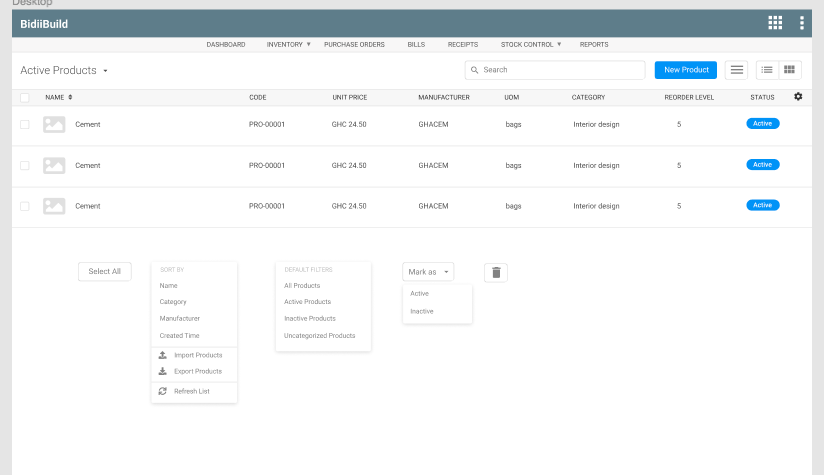 Desktop
BidiiBuild
DASHBOARD INVENTORY ▼ PURCHASE ORDERS BILLS RECEIPTS STOCK CONTROL ▼ REPORTS
Active Products
Search
New Product
NAME CODE UNIT PRICE MANUFACTURER UOM CATEGORY REORDER LEVEL STATUS
Cement PRO-00001 GHC 24.50 GHACEM bags Interior design 5 Active
Cement PRO-00001 GHC 24.50 GHACEM bags Interior design 5 Active
Cement PRO-00001 GHC 24.50 GHACEM bags Interior design 5 Active
Select All
SORT BY
Name
Category
Manufacturer
Created Time
Import Products
Export Products
Refresh List
DEFAULT FILTERS
All Products
Active Products
Inactive Products
Uncategorized Products
Mark as
Active
Inactive